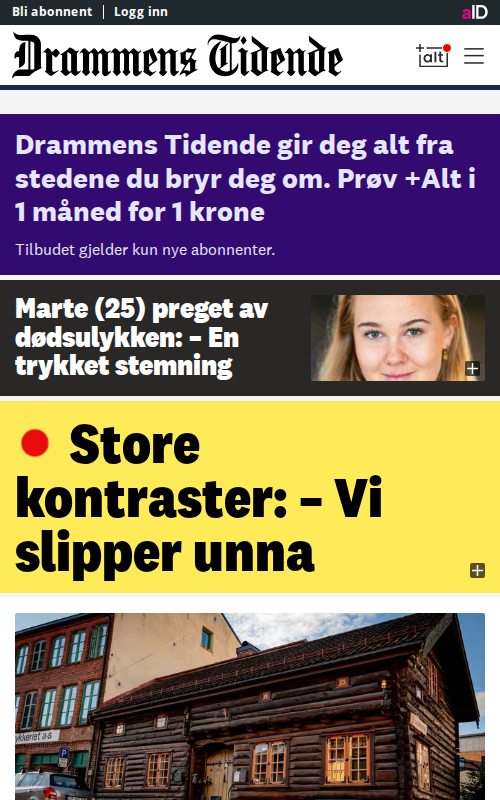 Bli abonnent
Logg inn
aID
Drammens Tidende
+alt
Drammens Tidende gir deg alt fra
stedene du bryr deg om. Prøv +Alt i
1 måned for 1 krone
Tilbudet gjelder kun nye abonnenter.
Marte (25) preget av
dødsulykken: – En
trykket stemning
Store
kontraster: – Vi
slipper unna
ykkeriet a·s
P